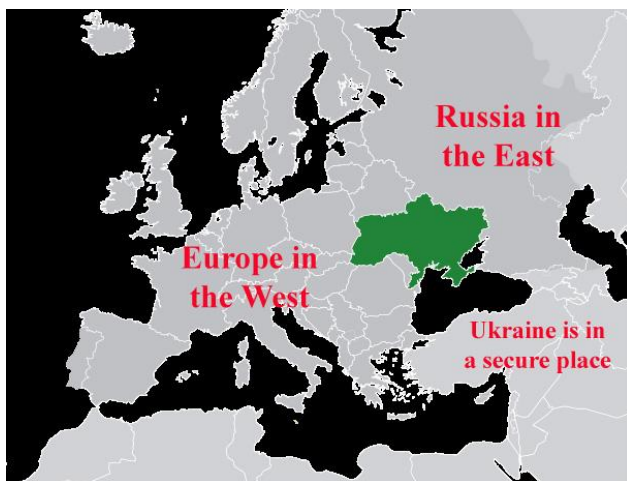 Russia in
the East
Europe in
the West
Ukraine is in
a secure place